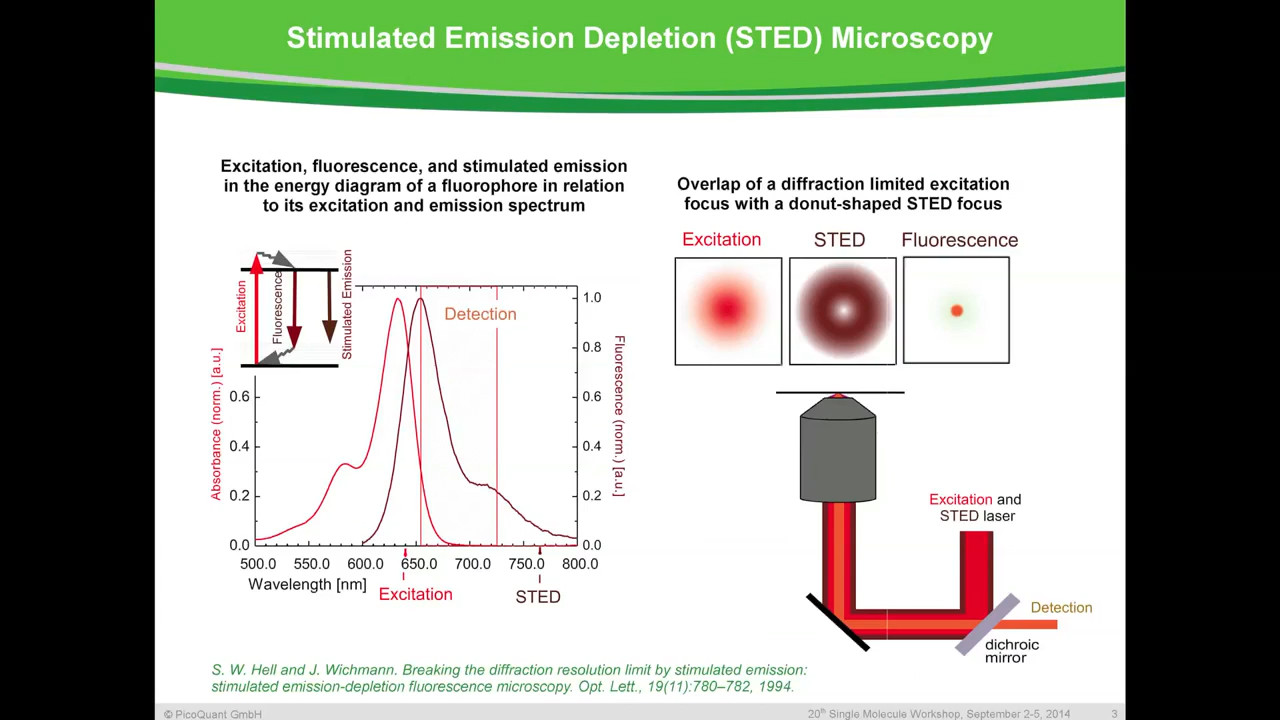 Stimulated Emission Depletion (STED) Microscopy
Excitation, fluorescence, and stimulated emission
in the energy diagram of a fluorophore in relation
to its excitation and emission spectrum
Overlap of a diffraction limited excitation
focus with a donut-shaped STED focus
Excitation
STED
Fluorescence
Excitation
Fluorescence
Stimulated Emission
Detection
Absorbance (norm.) [a.u.]
0.6
0.4
0.2
0.0
1.0
0.8
0.6
0.4
0.2
0.0
Fluorescence (norm.) [a.u.]
500.0 550.0 600.0 650.0 700.0 750.0 800.0
Wavelength [nm]
Excitation
STED
Excitation and
STED laser
Detection
dichroic
mirror
S. W. Hell and J. Wichmann. Breaking the diffraction resolution limit by stimulated emission:
stimulated emission-depletion fluorescence microscopy. Opt. Lett., 19(11):780–782, 1994.
© PicoQuant GmbH
20th Single Molecule Workshop, September 2-5, 2014
3